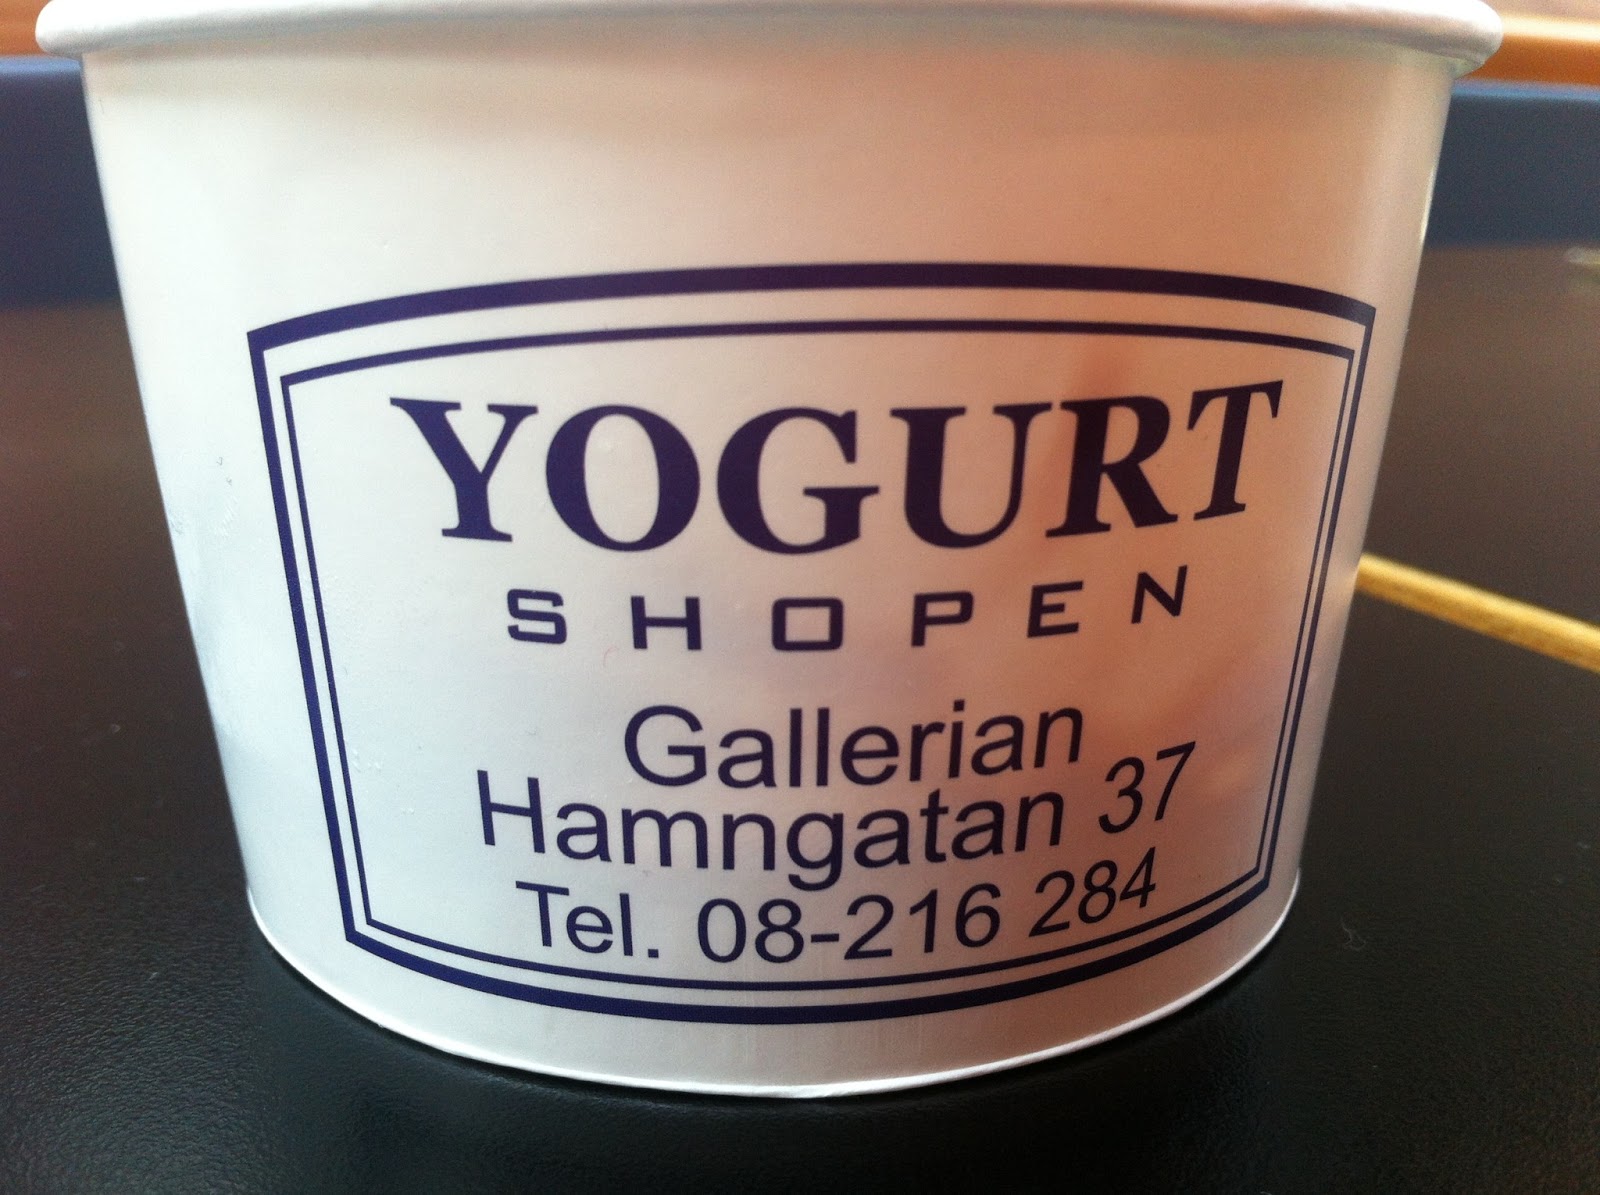 YOGURT
SHOPEN
Gallerian
Hamngatan 37
Tel. 08-216 284